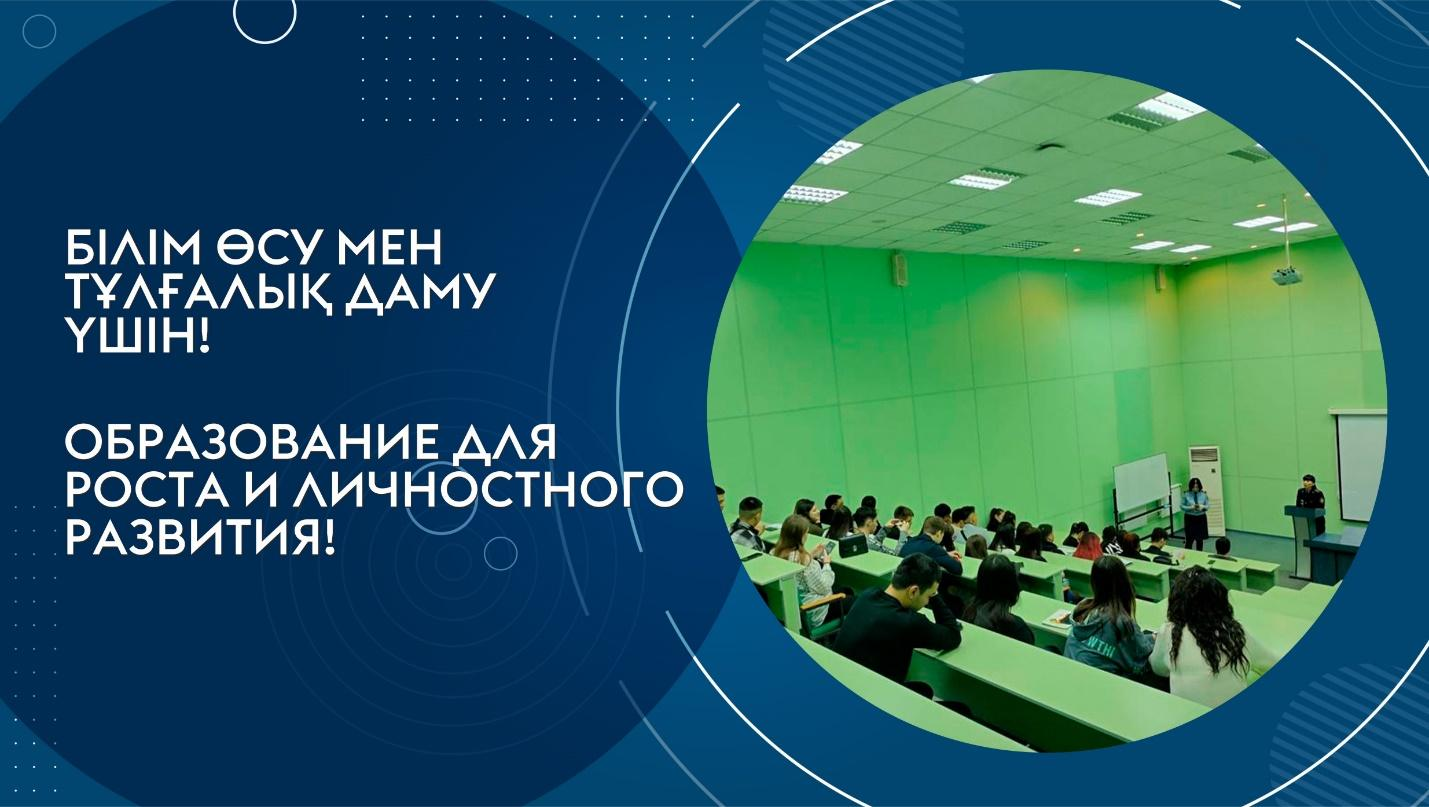 БІЛІМ ӨСУ МЕН
ТҰЛҒАЛЫҚ ДАМУ
ҮШІН!
ОБРАЗОВАНИЕ ДЛЯ
РОСТА И ЛИЧНОСТНОГО
РАЗВИТИЯ!